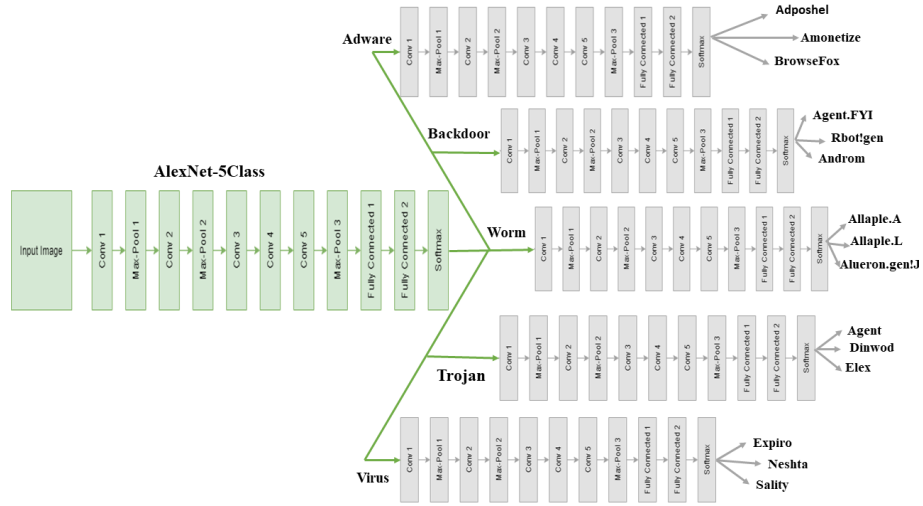 Adware
Conv 1
Max-Pool 1
Conv 2
Max-Pool 2
Conv 3
Conv 4
Conv 5
Max-Pool 3
Fully Connected 1
Fully Connected 2
Softmax
Adposhel
Amonetize
BrowseFox
Backdoor
Conv 1
Max-Pool 1
Conv 2
Max-Pool 2
Conv 3
Conv 4
Conv 5
Max-Pool 3
Fully Connected 1
Fully Connected 2
Softmax
Agent.FYI
Rbot!gen
Androm
AlexNet-5Class
Input Image
Conv 1
Max-Pool 1
Conv 2
Max-Pool 2
Conv 3
Conv 4
Conv 5
Max-Pool 3
Fully Connected 1
Fully Connected 2
Softmax
Worm
Conv 1
Max-Pool 1
Conv 2
Max-Pool 2
Conv 3
Conv 4
Conv 5
Max-Pool 3
Fully Connected 1
Fully Connected 2
Softmax
Allaple.A
Allaple.L
Alueron.gen!J
Trojan
Conv 1
Max-Pool 1
Conv 2
Max-Pool 2
Conv 3
Conv 4
Conv 5
Max-Pool 3
Fully Connected 1
Fully Connected 2
Softmax
Agent
Dinwod
Elex
Virus
Conv 1
Max-Pool 1
Conv 2
Max-Pool 2
Conv 3
Conv 4
Conv 5
Max-Pool 3
Fully Connected 1
Fully Connected 2
Softmax
Expiro
Neshta
Sality